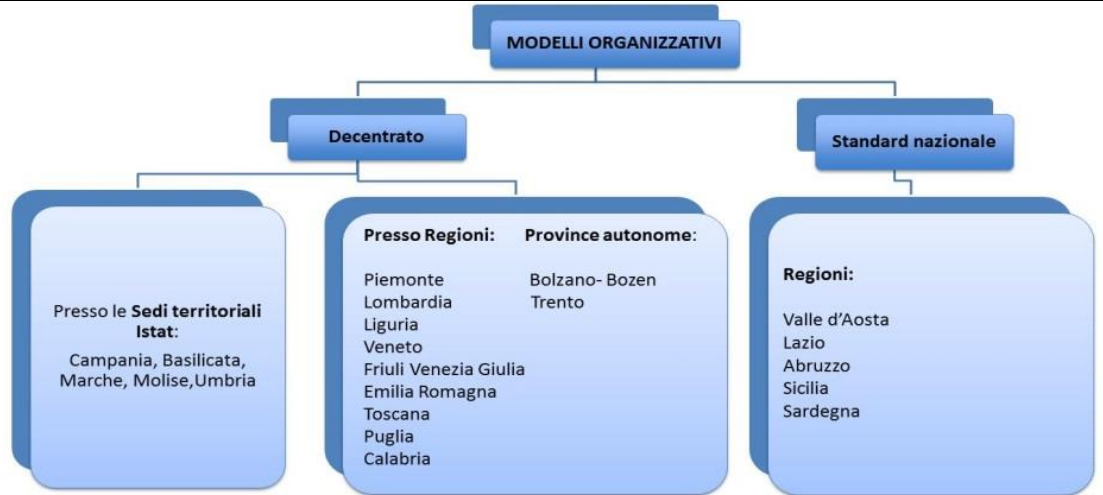 MODELLI ORGANIZZATIVI
Decentrato
Standard nazionale
Presso le Sedi territoriali
Istat:
Campania, Basilicata,
Marche, Molise,Umbria
Presso Regioni: Province autonome:
Piemonte Bolzano- Bozen
Lombardia Trento
Liguria
Veneto
Friuli Venezia Giulia
Emilia Romagna
Toscana
Puglia
Calabria
Regioni:
Valle d’Aosta
Lazio
Abruzzo
Sicilia
Sardegna